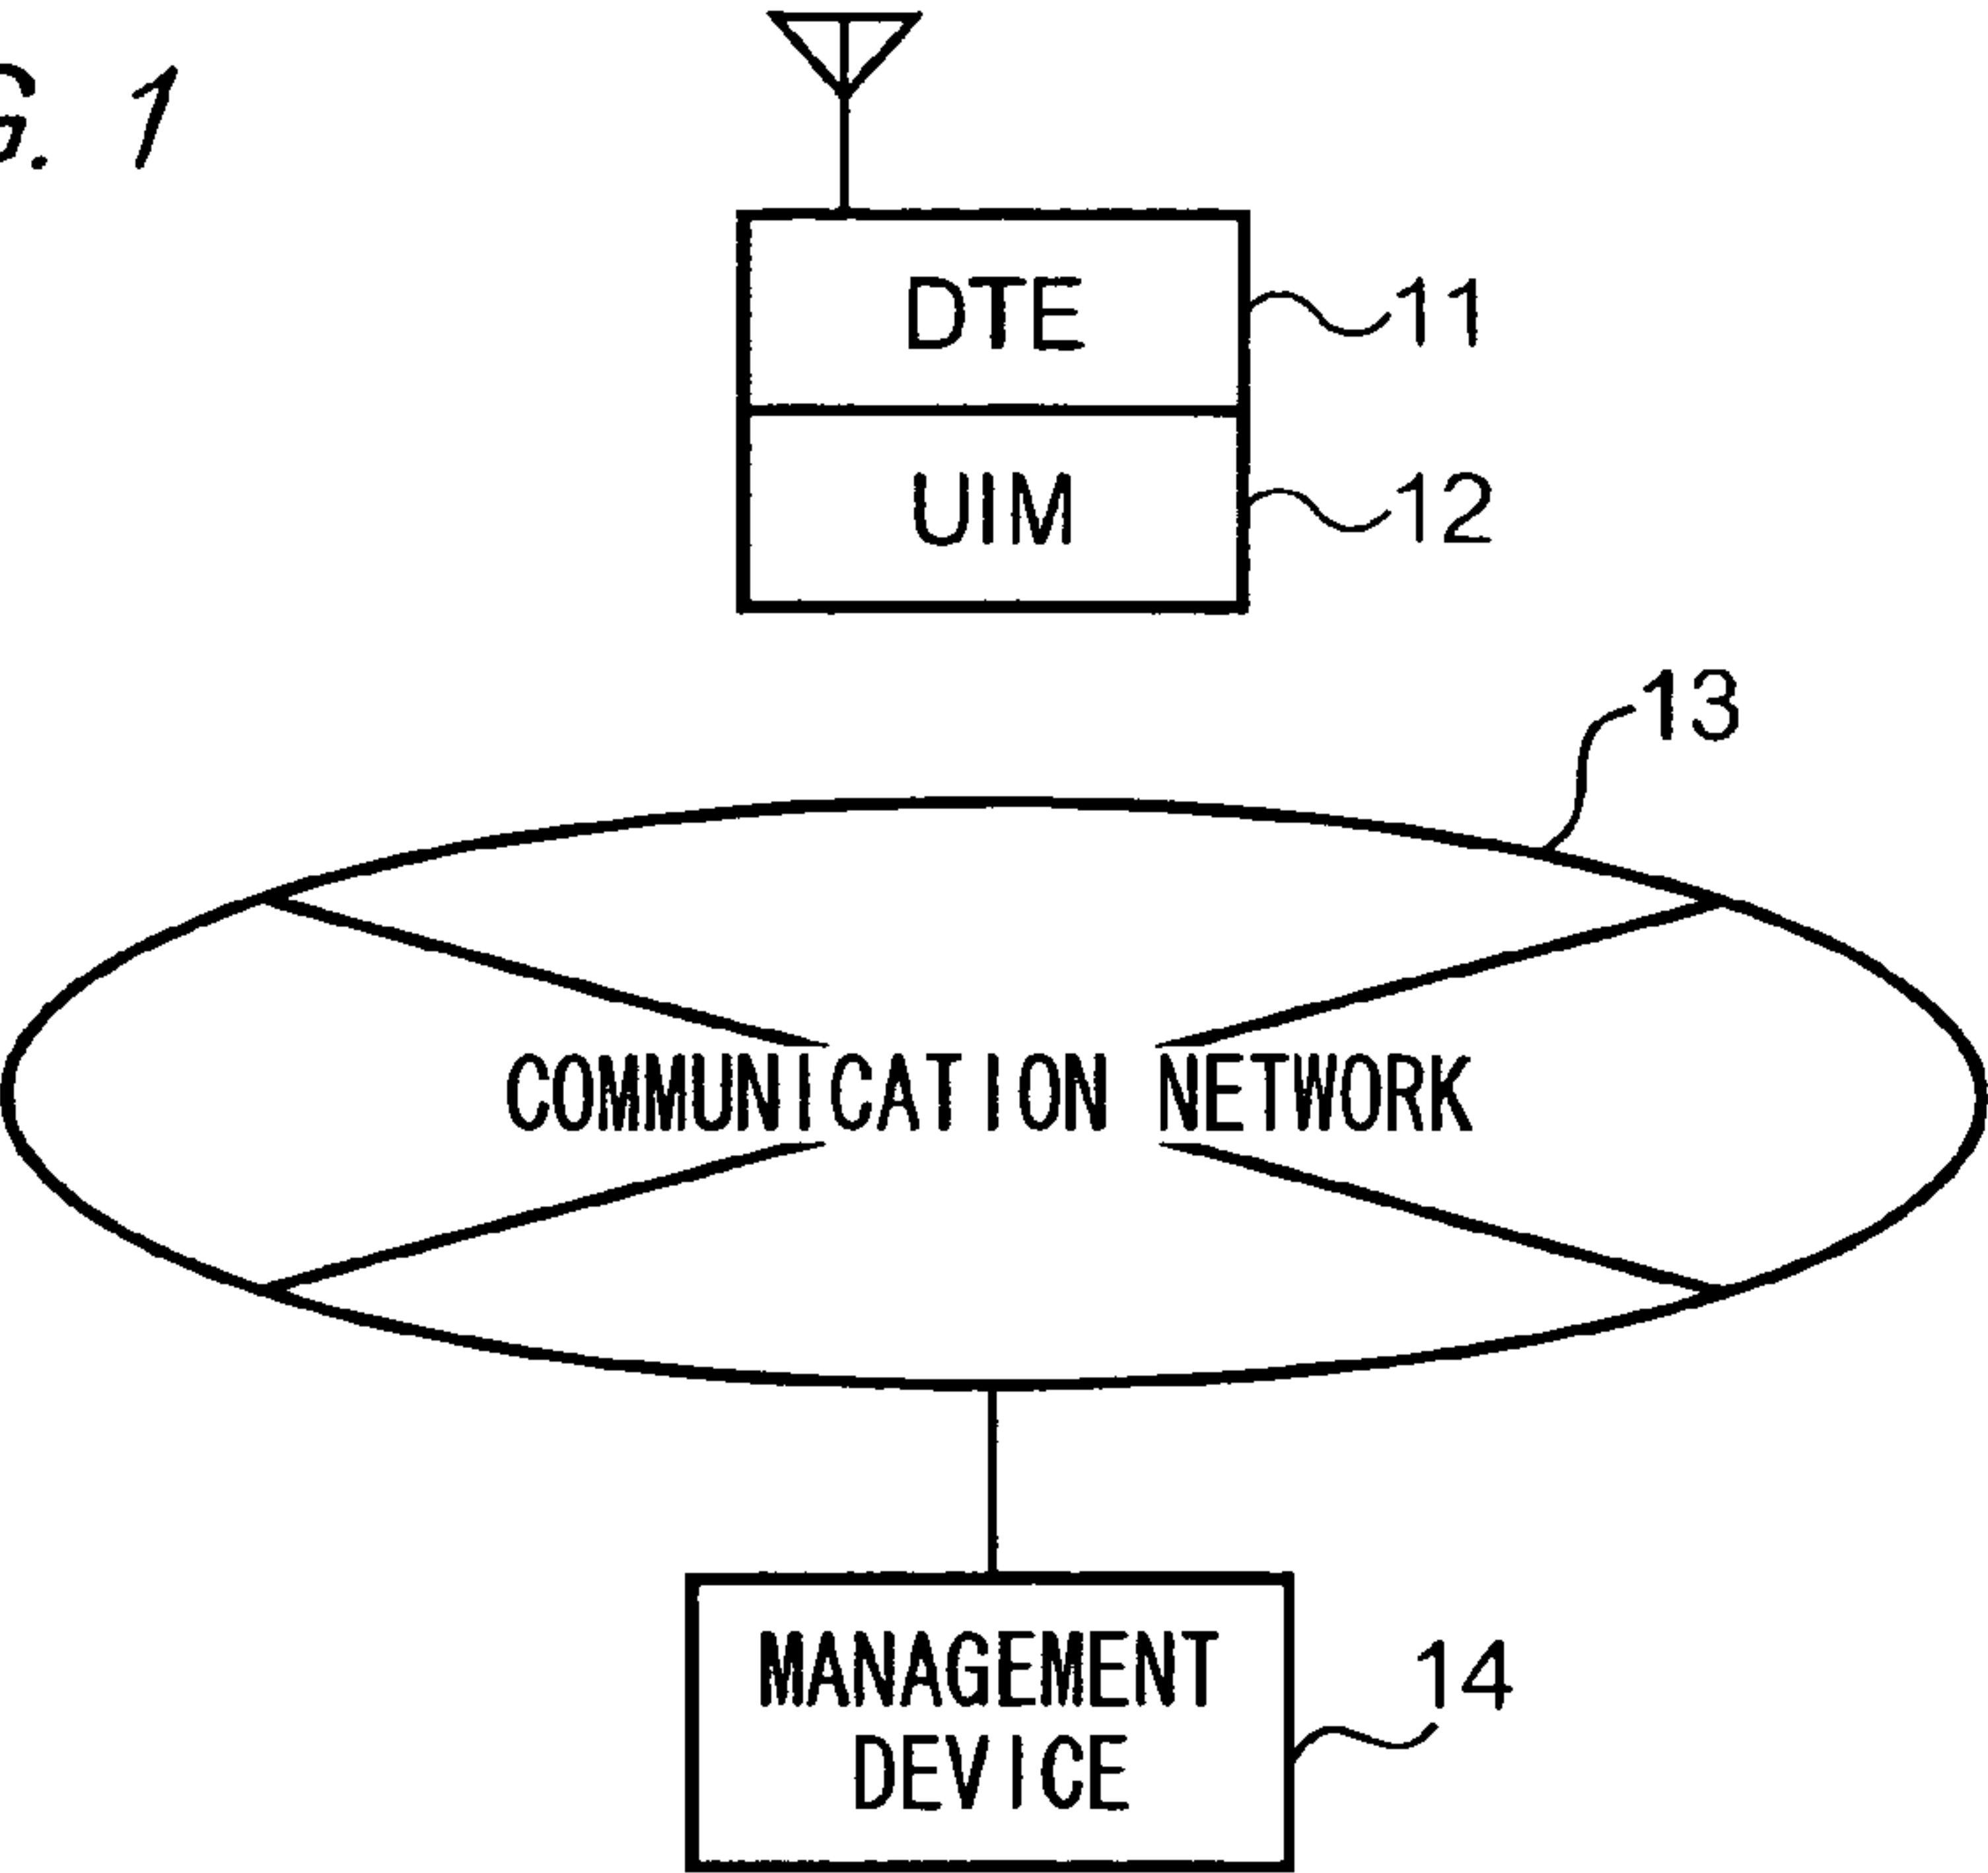 G. 1
DTE
11
UIM
12
13
COMMUNICATION NETWORK
MANAGEMENT
DEVICE
14